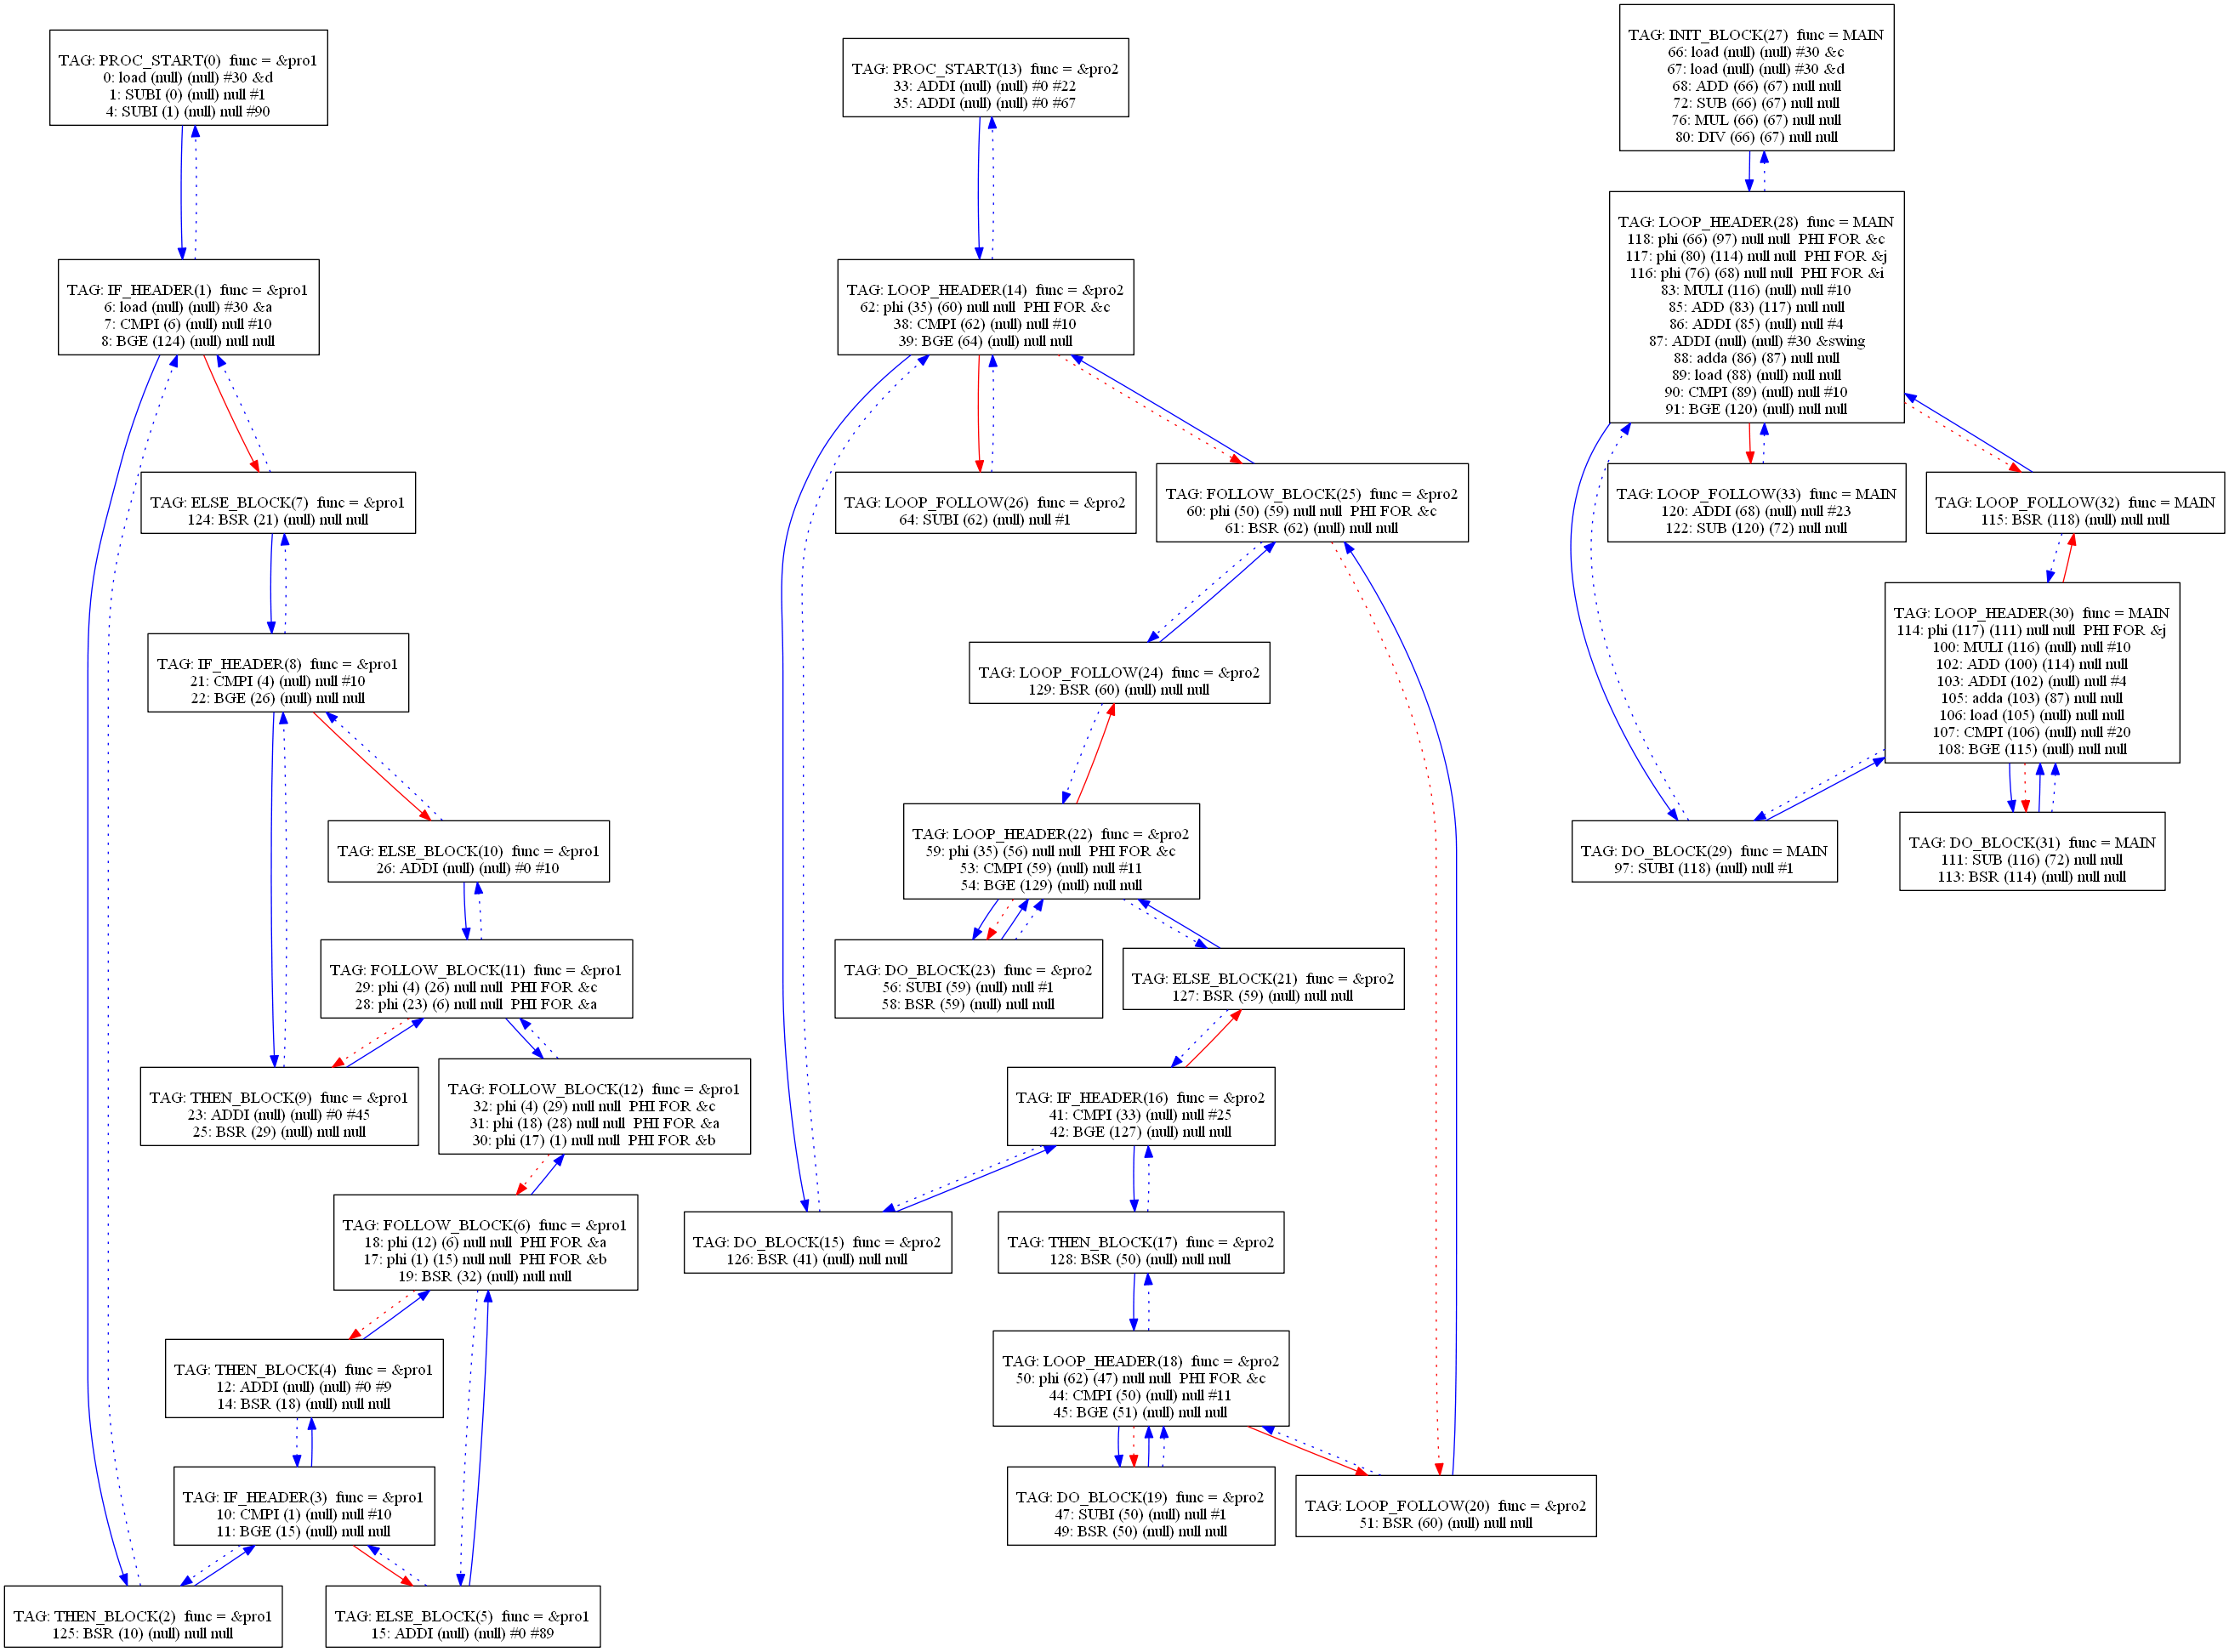 TAG: PROC_START(0)  func = &pro1
0: load (null) (null) #30 &d
1: SUBI (0) (null) null #1
4: SUBI (1) (null) null #90
TAG: IF_HEADER(1)  func = &pro1
6: load (null) (null) #30 &a
7: CMPI (6) (null) null #10
8: BGE (124) (null) null null
TAG: ELSE_BLOCK(7)  func = &pro1
124: BSR (21) (null) null null
TAG: IF_HEADER(8)  func = &pro1
21: CMPI (4) (null) null #10
22: BGE (26) (null) null null
TAG: ELSE_BLOCK(10)  func = &pro1
26: ADDI (null) (null) #0 #10
TAG: FOLLOW_BLOCK(11)  func = &pro1
29: phi (4) (26) null null  PHI FOR &c
28: phi (23) (6) null null  PHI FOR &a
TAG: THEN_BLOCK(9)  func = &pro1
23: ADDI (null) (null) #0 #45
25: BSR (29) (null) null null
TAG: FOLLOW_BLOCK(12)  func = &pro1
32: phi (4) (29) null null  PHI FOR &c
31: phi (18) (28) null null  PHI FOR &a
30: phi (17) (1) null null  PHI FOR &b
TAG: FOLLOW_BLOCK(6)  func = &pro1
18: phi (12) (6) null null  PHI FOR &a
17: phi (1) (15) null null  PHI FOR &b
19: BSR (32) (null) null null
TAG: THEN_BLOCK(4)  func = &pro1
12: ADDI (null) (null) #0 #9
14: BSR (18) (null) null null
TAG: IF_HEADER(3)  func = &pro1
10: CMPI (1) (null) null #10
11: BGE (15) (null) null null
TAG: THEN_BLOCK(2)  func = &pro1
125: BSR (10) (null) null null
TAG: ELSE_BLOCK(5)  func = &pro1
15: ADDI (null) (null) #0 #89
TAG: PROC_START(13)  func = &pro2
33: ADDI (null) (null) #0 #22
35: ADDI (null) (null) #0 #67
TAG: LOOP_HEADER(14)  func = &pro2
62: phi (35) (60) null null  PHI FOR &c
38: CMPI (62) (null) null #10
39: BGE (64) (null) null null
TAG: LOOP_FOLLOW(26)  func = &pro2
64: SUBI (62) (null) null #1
TAG: FOLLOW_BLOCK(25)  func = &pro2
60: phi (50) (59) null null  PHI FOR &c
61: BSR (62) (null) null null
TAG: LOOP_FOLLOW(24)  func = &pro2
129: BSR (60) (null) null null
TAG: LOOP_HEADER(22)  func = &pro2
59: phi (35) (56) null null  PHI FOR &c
53: CMPI (59) (null) null #11
54: BGE (129) (null) null null
TAG: DO_BLOCK(23)  func = &pro2
56: SUBI (59) (null) null #1
58: BSR (59) (null) null null
TAG: ELSE_BLOCK(21)  func = &pro2
127: BSR (59) (null) null null
TAG: IF_HEADER(16)  func = &pro2
41: CMPI (33) (null) null #25
42: BGE (127) (null) null null
TAG: DO_BLOCK(15)  func = &pro2
126: BSR (41) (null) null null
TAG: THEN_BLOCK(17)  func = &pro2
128: BSR (50) (null) null null
TAG: LOOP_HEADER(18)  func = &pro2
50: phi (62) (47) null null  PHI FOR &c
44: CMPI (50) (null) null #11
45: BGE (51) (null) null null
TAG: DO_BLOCK(19)  func = &pro2
47: SUBI (50) (null) null #1
49: BSR (50) (null) null null
TAG: LOOP_FOLLOW(20)  func = &pro2
51: BSR (60) (null) null null
TAG: INIT_BLOCK(27)  func = MAIN
66: load (null) (null) #30 &c
67: load (null) (null) #30 &d
68: ADD (66) (67) null null
72: SUB (66) (67) null null
76: MUL (66) (67) null null
80: DIV (66) (67) null null
TAG: LOOP_HEADER(28)  func = MAIN
118: phi (66) (97) null null  PHI FOR &c
117: phi (80) (114) null null  PHI FOR &j
116: phi (76) (68) null null  PHI FOR &i
83: MULI (116) (null) null #10
85: ADD (83) (117) null null
86: ADDI (85) (null) null #4
87: ADDI (null) (null) #30 &swing
88: adda (86) (87) null null
89: load (88) (null) null null
90: CMPI (89) (null) null #10
91: BGE (120) (null) null null
TAG: LOOP_FOLLOW(33)  func = MAIN
120: ADDI (68) (null) null #23
122: SUB (120) (72) null null
TAG: LOOP_FOLLOW(32)  func = MAIN
115: BSR (118) (null) null null
TAG: LOOP_HEADER(30)  func = MAIN
114: phi (117) (111) null null  PHI FOR &j
100: MULI (116) (null) null #10
102: ADD (100) (114) null null
103: ADDI (102) (null) null #4
105: adda (103) (87) null null
106: load (105) (null) null null
107: CMPI (106) (null) null #20
108: BGE (115) (null) null null
TAG: DO_BLOCK(29)  func = MAIN
97: SUBI (118) (null) null #1
TAG: DO_BLOCK(31)  func = MAIN
111: SUB (116) (72) null null
113: BSR (114) (null) null null